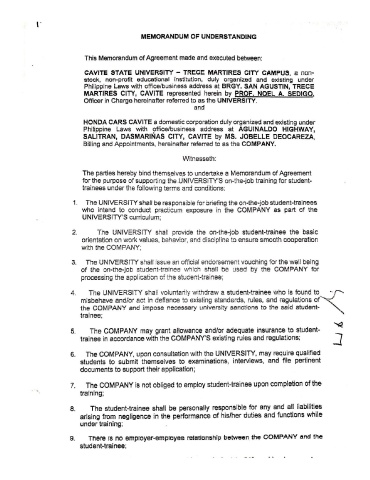 MEMORANDUM OF UNDERSTANDING
This Memorandum of Agreement made and executed between:
CAVITE STATE UNIVERSITY – TRECE MARTIRES CITY CAMPUS, a non-
stock, non-profit educational institution, duly organized and existing under
Philippine Laws with office/business address at BRGY. SAN AGUSTIN, TRECE
MARTIRES CITY, CAVITE represented herein by PROF. NOEL A. SEDIGO,
Officer in Charge hereinafter referred to as the UNIVERSITY.
and
HONDA CARS CAVITE a domestic corporation duly organized and existing under
Philippine Laws with office/business address at AGUINALDO HIGHWAY,
SALITRAN, DASMARIÑAS CITY, CAVITE by MS. JOBELLE DEOCAREZA,
Billing and Appointments, hereinafter referred to as the COMPANY.
Witnesseth:
The parties hereby bind themselves to undertake a Memorandum of Agreement
for the purpose of supporting the UNIVERSITY'S on-the-job training for student-
trainees under the following terms and conditions:
1. The UNIVERSITY shall be responsible for briefing the on-the-job student-trainees
who intend to conduct practicum exposure in the COMPANY as part of the
UNIVERSITY'S curriculum;
2. The UNIVERSITY shall provide the on-the-job student-trainees the basic
orientation on work values, behavior, and discipline to ensure smooth cooperation
with the COMPANY;
3. The UNIVERSITY shall issue an official endorsement vouching for the well being
of the on-the-job student-trainee which shall be used by the COMPANY for
processing the application of the student-trainee;
4. The UNIVERSITY shall voluntarily withdraw a student-trainee who is found to
misbehave and/or act in defiance to existing standards, rules, and regulations of
the COMPANY and impose necessary university sanctions to the said student-
trainee;
5. The COMPANY may grant allowance and/or adequate insurance to student-
trainees in accordance with the COMPANY'S existing rules and regulations;
6. The COMPANY, upon consultation with the UNIVERSITY, may require qualified
students to submit themselves to examinations, interviews, and file pertinent
documents to support their application;
7. The COMPANY is not obliged to employ student-trainees upon completion of the
training;
8. The student-trainee shall be personally responsible for any and all liabilities
arising from negligence in the performance of his/her duties and functions while
under training;
9. There is no employer-employee relationship between the COMPANY and the
student-trainee;